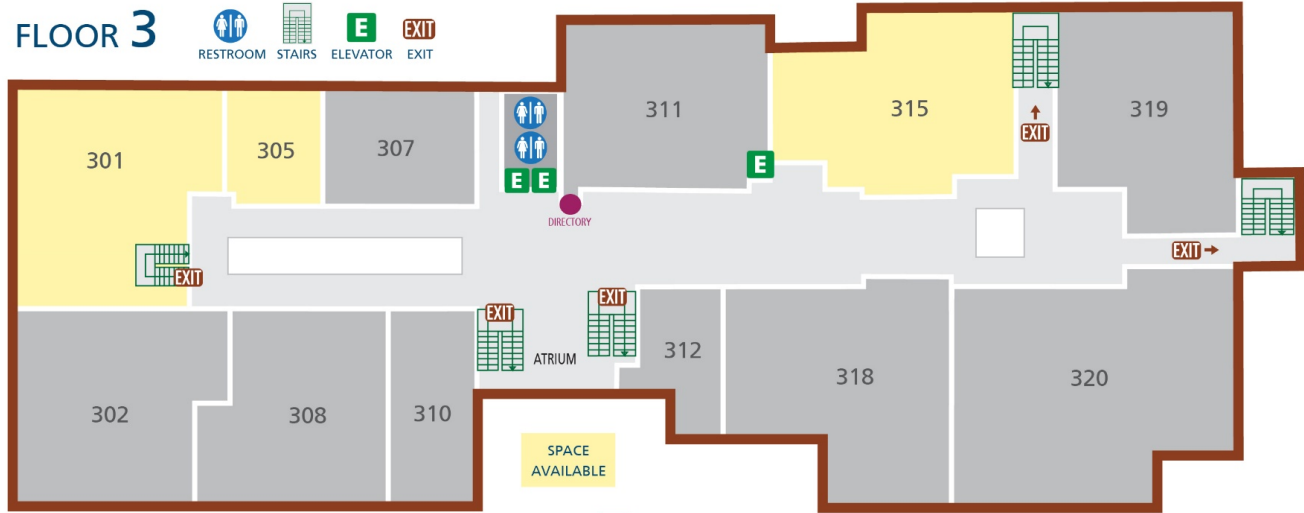 FLOOR 3
RESTROOM
STAIRS
E
ELEVATOR
EXIT
EXIT
301
305
307
E E
DIRECTORY
311
E
315
EXIT
319
EXIT
EXIT
EXIT
EXIT
ATRIUM
302
308
310
312
318
320
SPACE
AVAILABLE